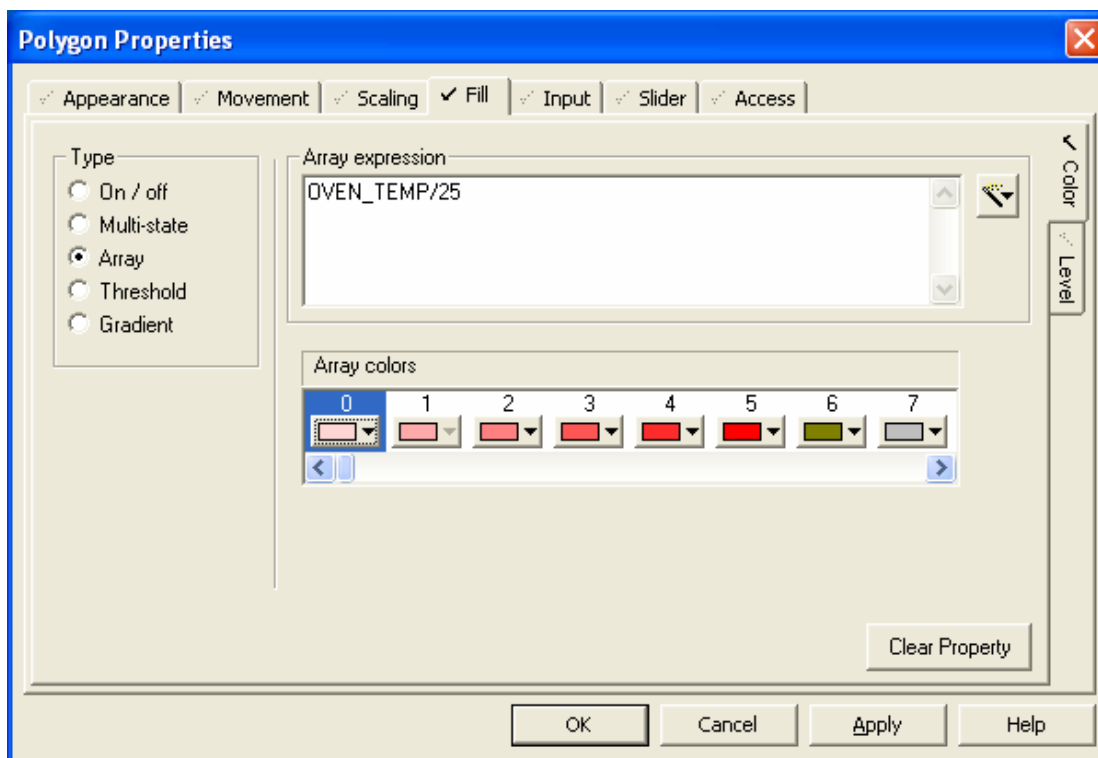 Polygon Properties
Appearance Movement Scaling Fill Input Slider Access
Type
On / off
Multi-state
Array
Threshold
Gradient
Array expression
OVEN_TEMP/25
Color
Level
Array colors
0 1 2 3 4 5 6 7
Clear Property
OK Cancel Apply Help